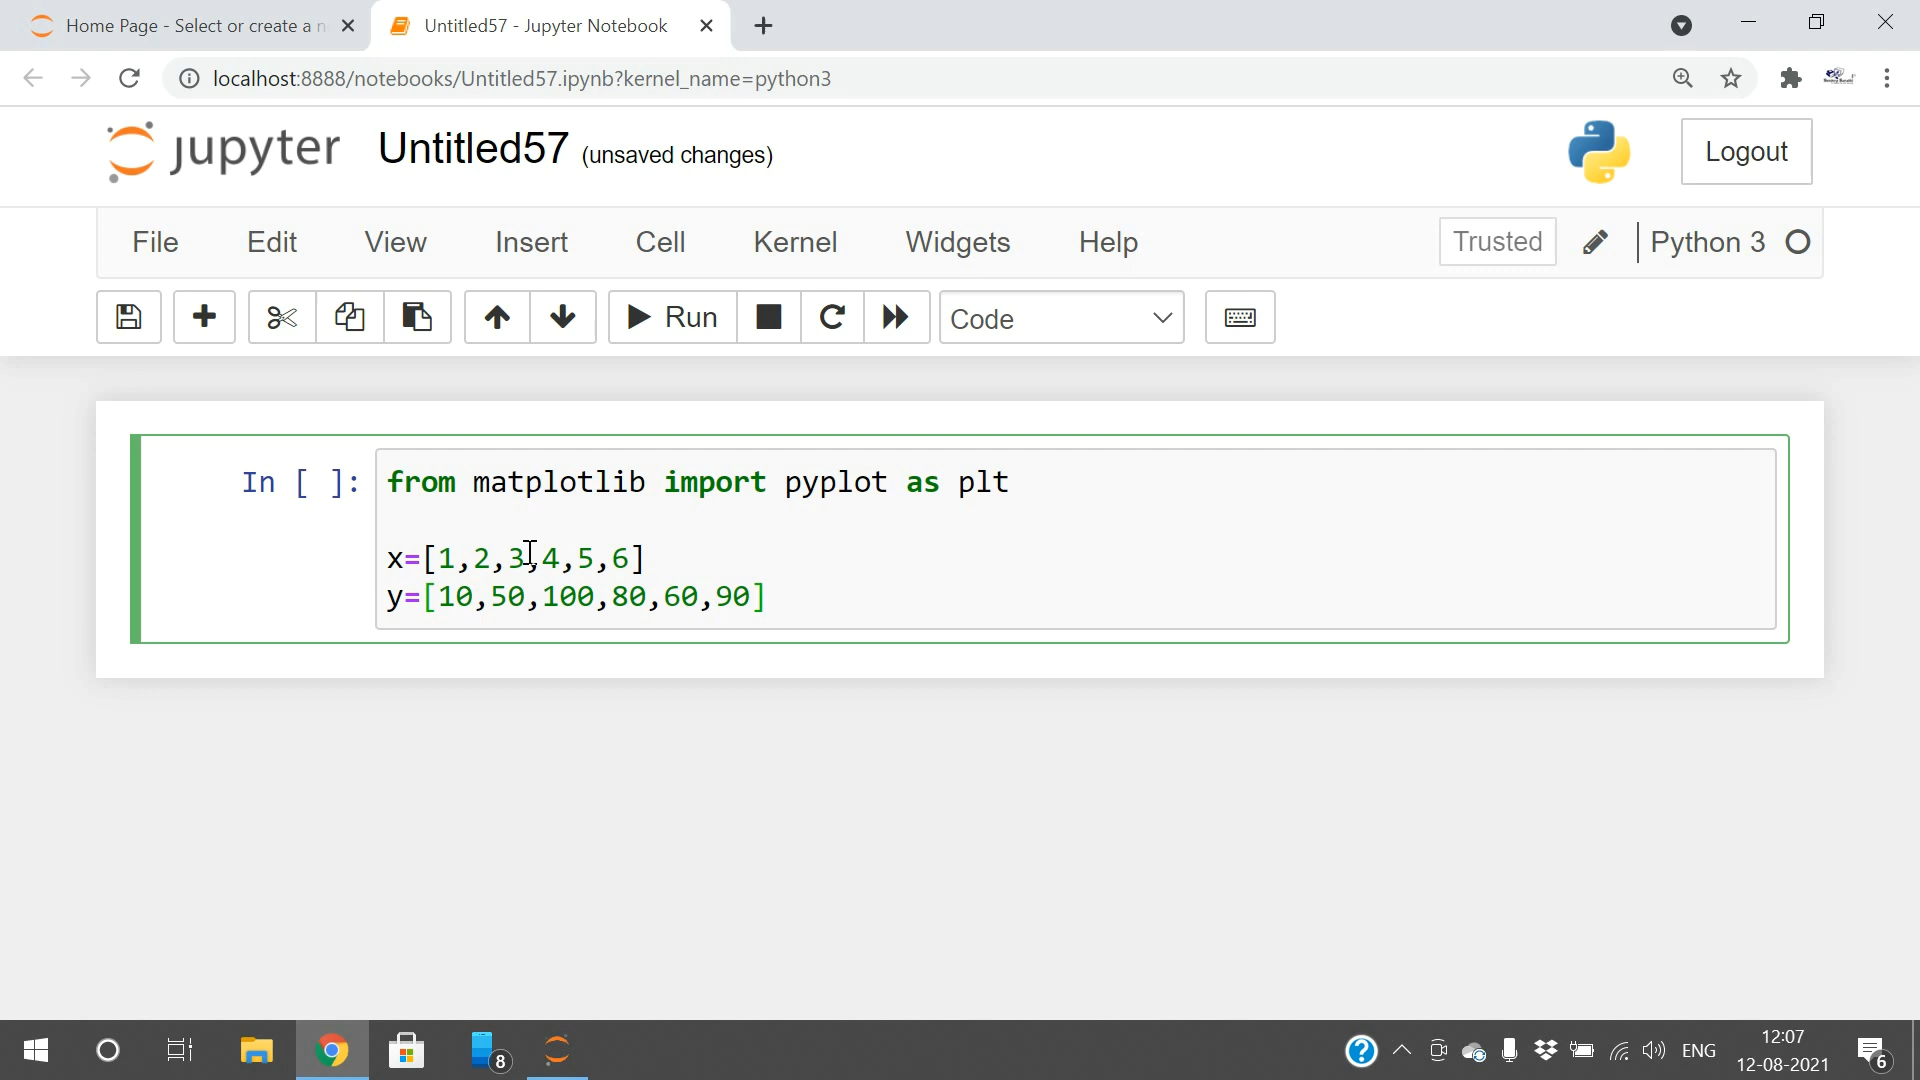 Home Page - Select or create a n
Untitled57 - Jupyter Notebook
localhost:8888/notebooks/Untitled57.ipynb?kernel_name=python3
jupyter
Untitled57 (unsaved changes)
Logout
File Edit View Insert Cell Kernel Widgets Help
Trusted
Python 3
Run
Code
In [ ]:
from matplotlib import pyplot as plt
x=[1,2,3,4,5,6]
y=[10,50,100,80,60,90]
8
ENG
12:07
12-08-2021
6